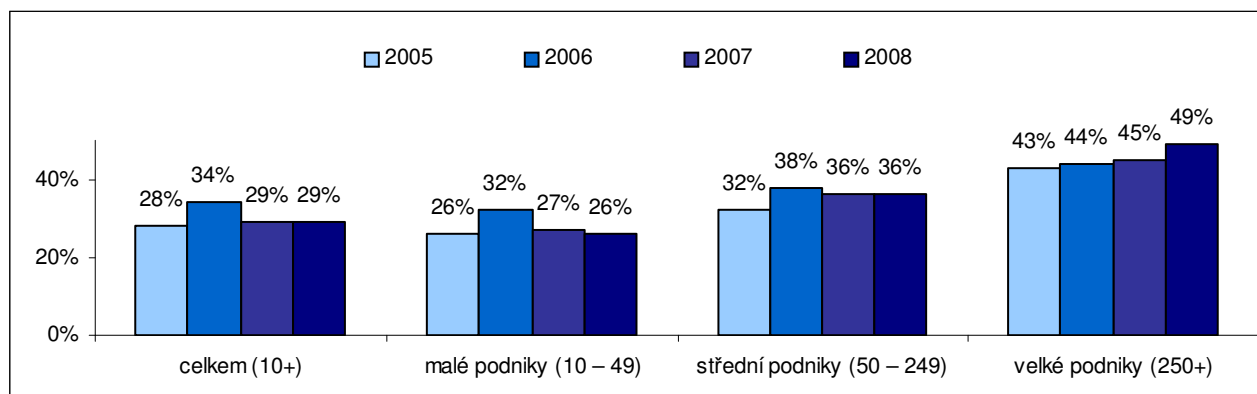 2005 2006 2007 2008
28% 34% 29% 29% 26% 32% 27% 26% 32% 38% 36% 36% 43% 44% 45% 49%
40%
20%
0%
celkem (10+) malé podniky (10 – 49) střední podniky (50 – 249) velké podniky (250+)